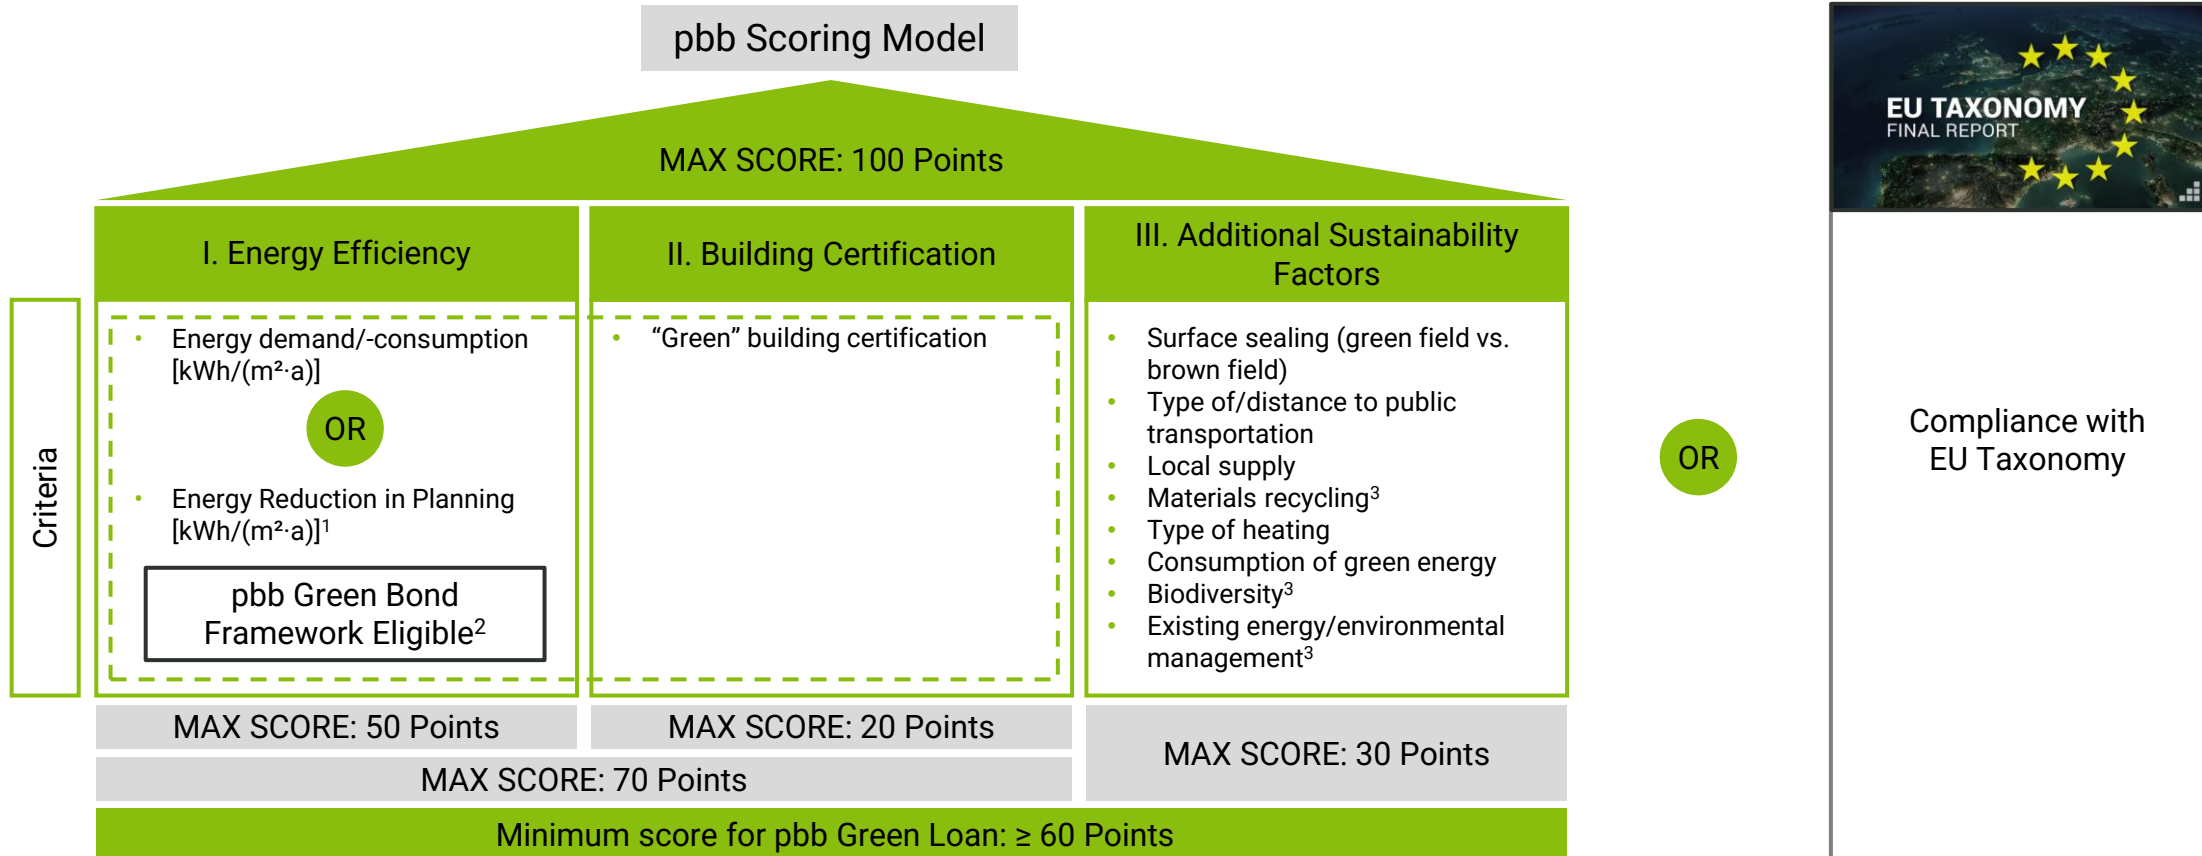 pbb Scoring Model
MAX SCORE: 100 Points
I. Energy Efficiency
II. Building Certification
III. Additional Sustainability
Factors
Criteria
• Energy demand/-consumption
[kWh/(m²·a)]
OR
• Energy Reduction in Planning
[kWh/(m²·a)]¹
pbb Green Bond
Framework Eligible²
• “Green” building certification
• Surface sealing (green field vs.
brown field)
• Type of/distance to public
transportation
• Local supply
• Materials recycling³
• Type of heating
• Consumption of green energy
• Biodiversity³
• Existing energy/environmental
management³
MAX SCORE: 50 Points
MAX SCORE: 20 Points
MAX SCORE: 30 Points
MAX SCORE: 70 Points
Minimum score for pbb Green Loan: ≥ 60 Points
OR
EU TAXONOMY
FINAL REPORT
Compliance with
EU Taxonomy